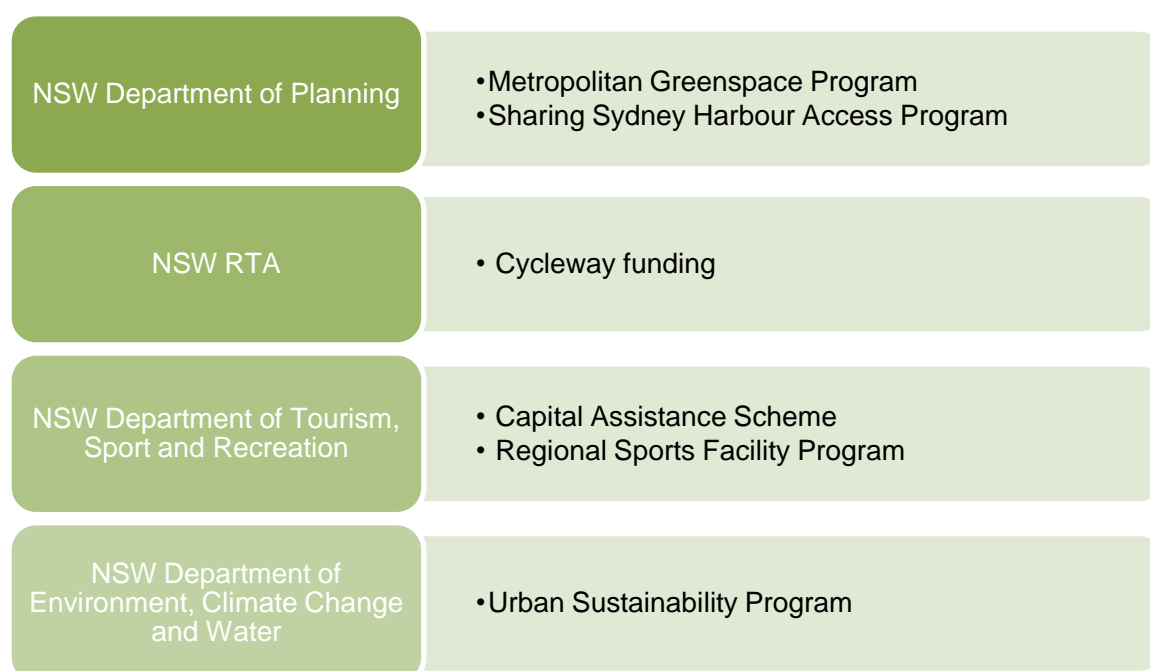 NSW Department of Planning
•Metropolitan Greenspace Program
•Sharing Sydney Harbour Access Program
NSW RTA
• Cycleway funding
NSW Department of Tourism,
Sport and Recreation
• Capital Assistance Scheme
• Regional Sports Facility Program
NSW Department of
Environment, Climate Change
and Water
•Urban Sustainability Program